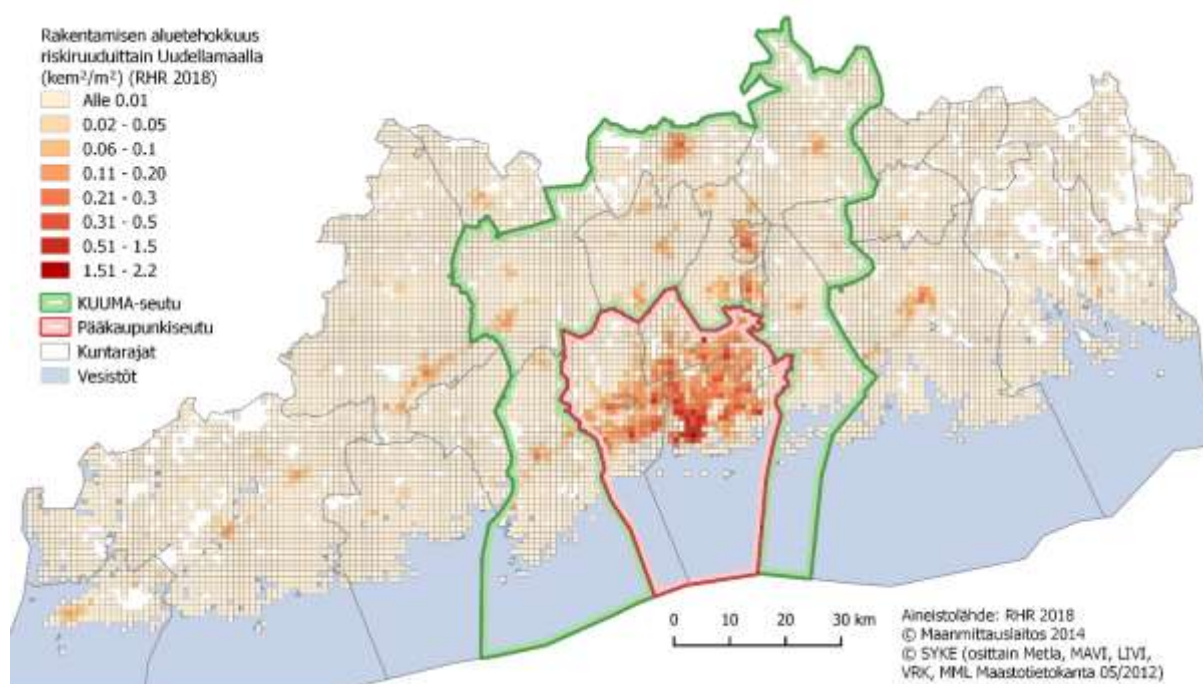 Rakentamisen aluetehokkuus
riskiruuduittain Uudellamaalla
(kem²/m²) (RHR 2018)
Alle 0.01
0.02 - 0.05
0.06 - 0.1
0.11 - 0.20
0.21 - 0.3
0.31 - 0.5
0.51 - 1.5
1.51 - 2.2
KUUMA-seutu
Pääkaupunkiseutu
Kuntarajat
Vesistöt
0 10 20 30 km
Aineistolähde: RHR 2018
© Maanmittauslaitos 2014
© SYKE (osittain Metla, MAVI, LIVI,
VRK, MML Maastotietokanta 05/2012)